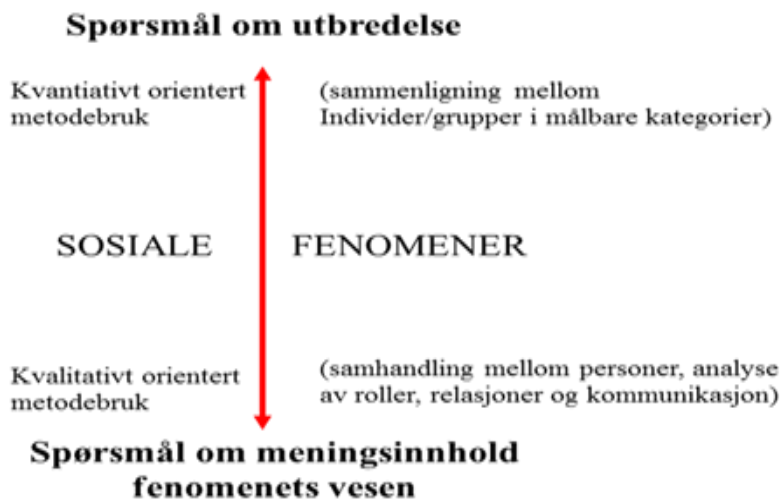 Spørsmål om utbredelse
Kvantiativt orientert
metodebruk
(sammenligning mellom
Individer/grupper i målbare kategorier)
SOSIALE FENOMENER
Kvalitativt orientert
metodebruk
(samhandling mellom personer, analyse
av roller, relasjoner og kommunikasjon)
Spørsmål om meningsinnhold
fenomenets vesen